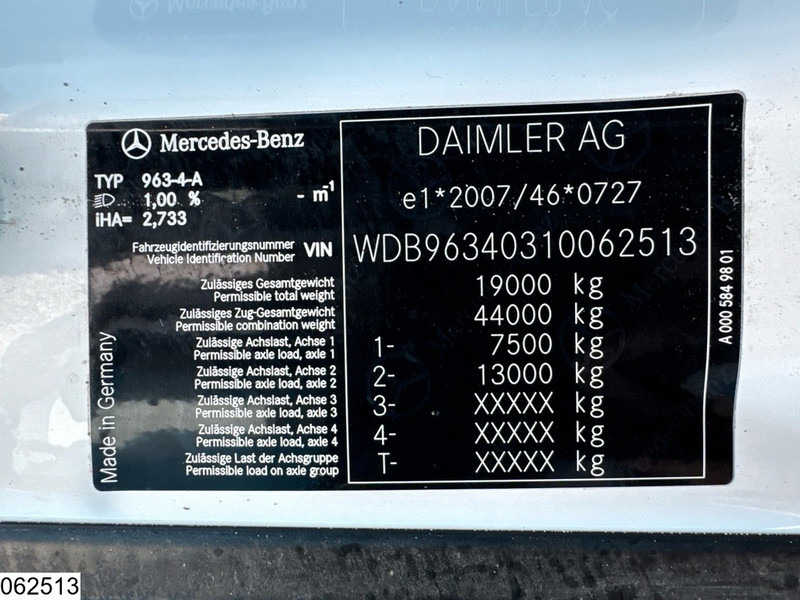 Mercedes-Benz
TYP 963-4-A
1,00 % - m-1
iHA= 2,733
Fahrzeugidentifizierungsnummer
Vehicle Identification Number VIN
Zulässiges Gesamtgewicht
Permissible total weight
Zulässiges Zug-Gesamtgewicht
Permissible combination weight
Zulässige Achslast, Achse 1
Permissible axle load, axle 1
Zulässige Achslast, Achse 2
Permissible axle load, axle 2
Zulässige Achslast, Achse 3
Permissible axle load, axle 3
Zulässige Achslast, Achse 4
Permissible axle load, axle 4
Zulässige Last der Achsgruppe
Permissible load on axle group
Made in Germany
DAIMLER AG
e1*2007/46*0727
WDB96340310062513
19000 kg
44000 kg
1- 7500 kg
2- 13000 kg
3- XXXXX kg
4- XXXXX kg
T- XXXXX kg
A 000 584 98 01
062513